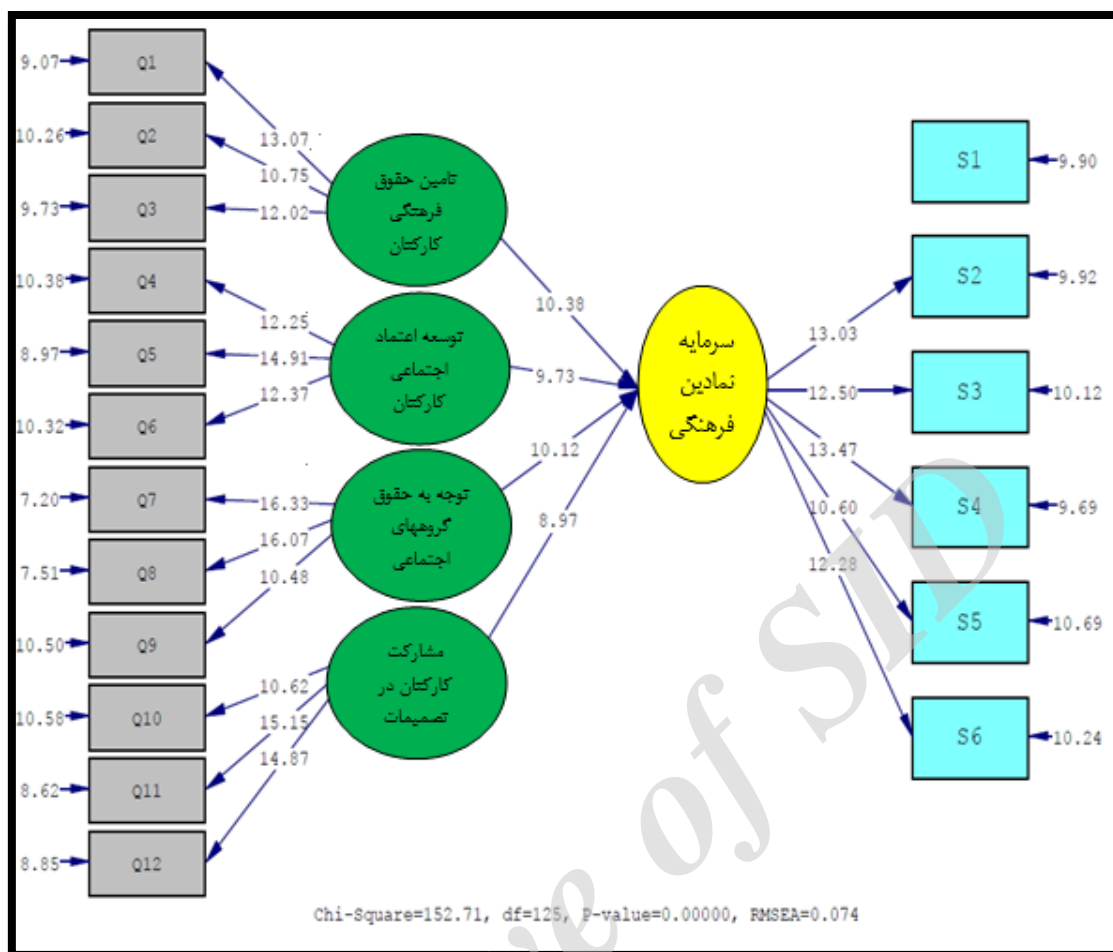 9.07
Q1
10.26
Q2
9.73
Q3
10.38
Q4
8.97
Q5
10.32
Q6
7.20
Q7
7.51
Q8
10.50
Q9
10.58
Q10
8.62
Q11
8.85
Q12
13.07
10.75
12.02
12.25
14.91
12.37
16.33
16.07
10.48
10.62
15.15
14.87
تامین حقوق
فرهنگی
کارکنان
توسعه اعتماد
اجتماعی
کارکنان
توجه به حقوق
گروههای
اجتماعی
مشارکت
کارکنان در
تصمیمات
10.38
9.73
10.12
8.97
سرمایه
نمادین
فرهنگی
13.03
12.50
13.47
10.60
12.28
S1
9.90
S2
9.92
S3
10.12
S4
9.69
S5
10.69
S6
10.24
Chi-Square=152.71, df=125, P-value=0.00000, RMSEA=0.074
ve of SID